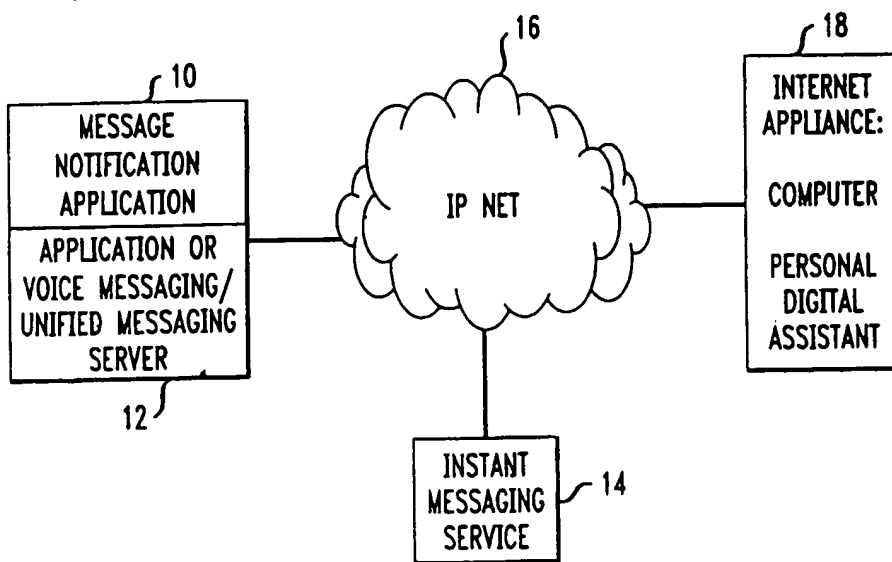 10
MESSAGE
NOTIFICATION
APPLICATION
APPLICATION OR
VOICE MESSAGING/
UNIFIED MESSAGING
SERVER
12
16
IP NET
18
INTERNET
APPLIANCE:
COMPUTER
PERSONAL
DIGITAL
ASSISTANT
INSTANT
MESSAGING
SERVICE
14